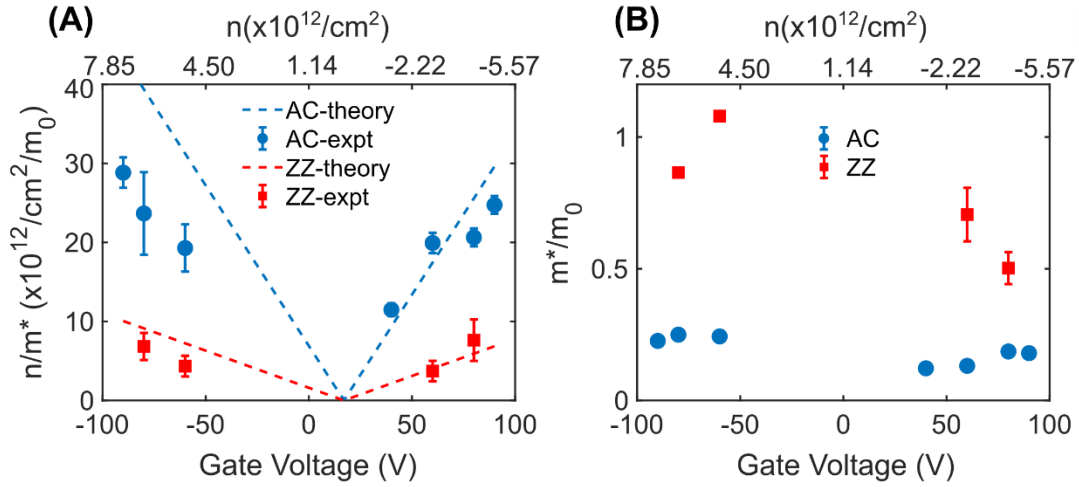 (A)
n(x10¹²/cm²)
7.85 4.50 1.14 -2.22 -5.57
n/m* (x10¹²/cm²/m₀)
40
30
20
10
0
AC-theory
AC-expt
ZZ-theory
ZZ-expt
-100 -50 0 50 100
Gate Voltage (V)
(B)
n(x10¹²/cm²)
7.85 4.50 1.14 -2.22 -5.57
m*/m₀
1
0.5
0
AC
ZZ
-100 -50 0 50 100
Gate Voltage (V)